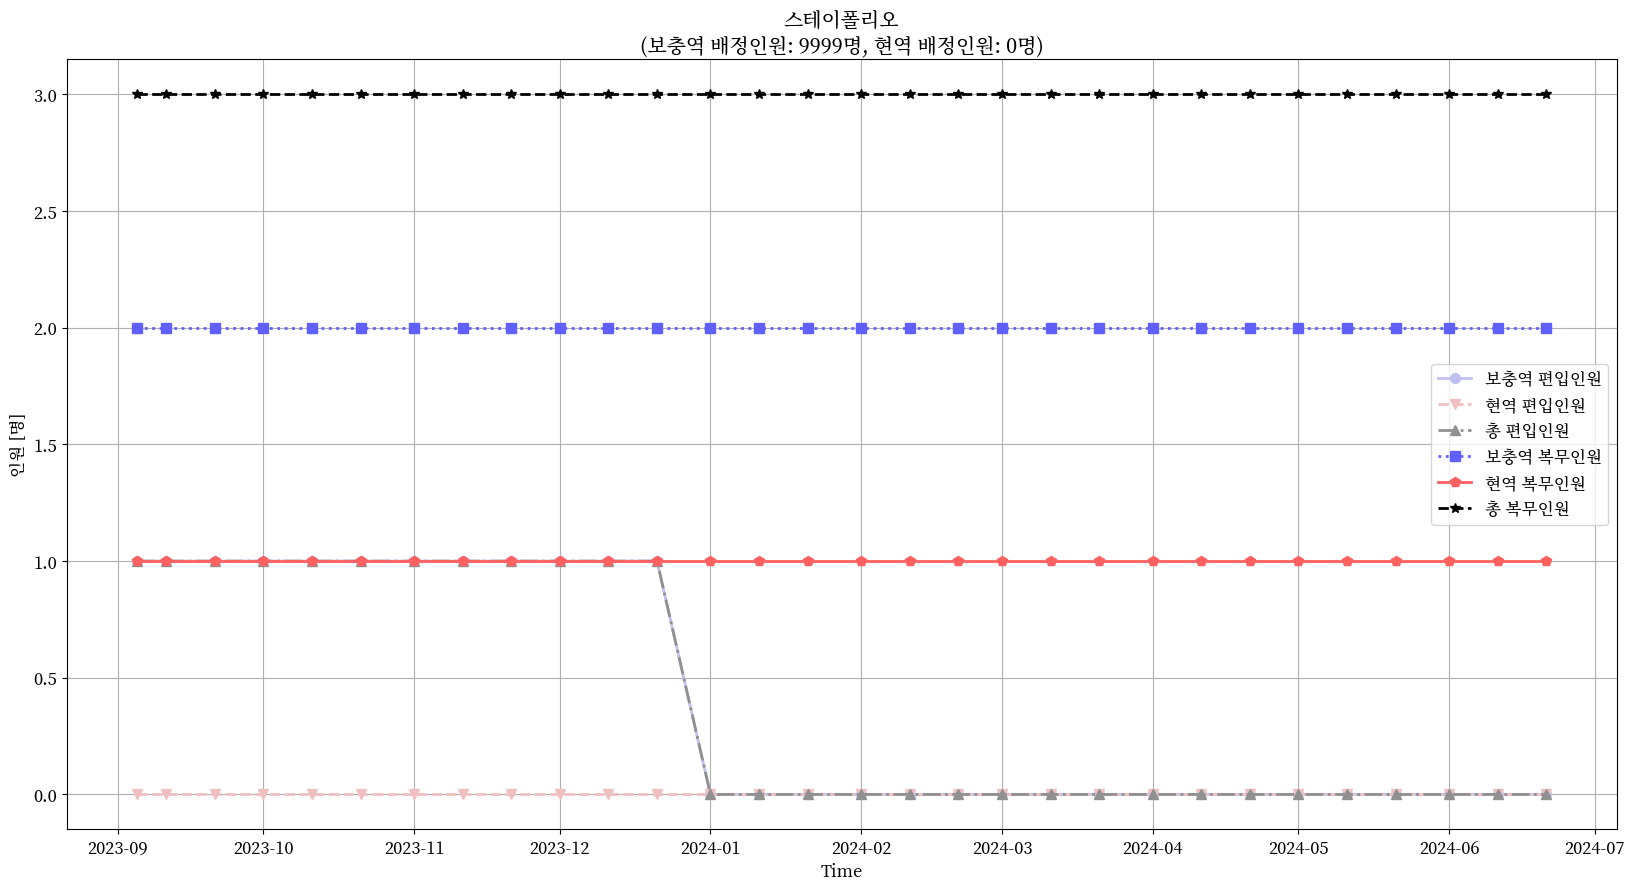 스테이폴리오
(보충역 배정인원: 9999명, 현역 배정인원: 0명)
3.0
2.5
2.0
1.5
1.0
0.5
0.0
인원 [명]
보충역 편입인원
현역 편입인원
총 편입인원
보충역 복무인원
현역 복무인원
총 복무인원
2023-09
2023-10
2023-11
2023-12
2024-01
2024-02
2024-03
2024-04
2024-05
2024-06
2024-07
Time